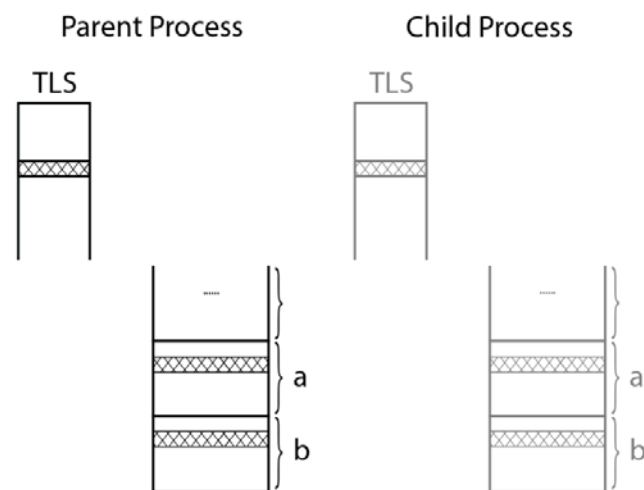 Parent Process Child Process
TLS TLS
...... ......
a a
b b